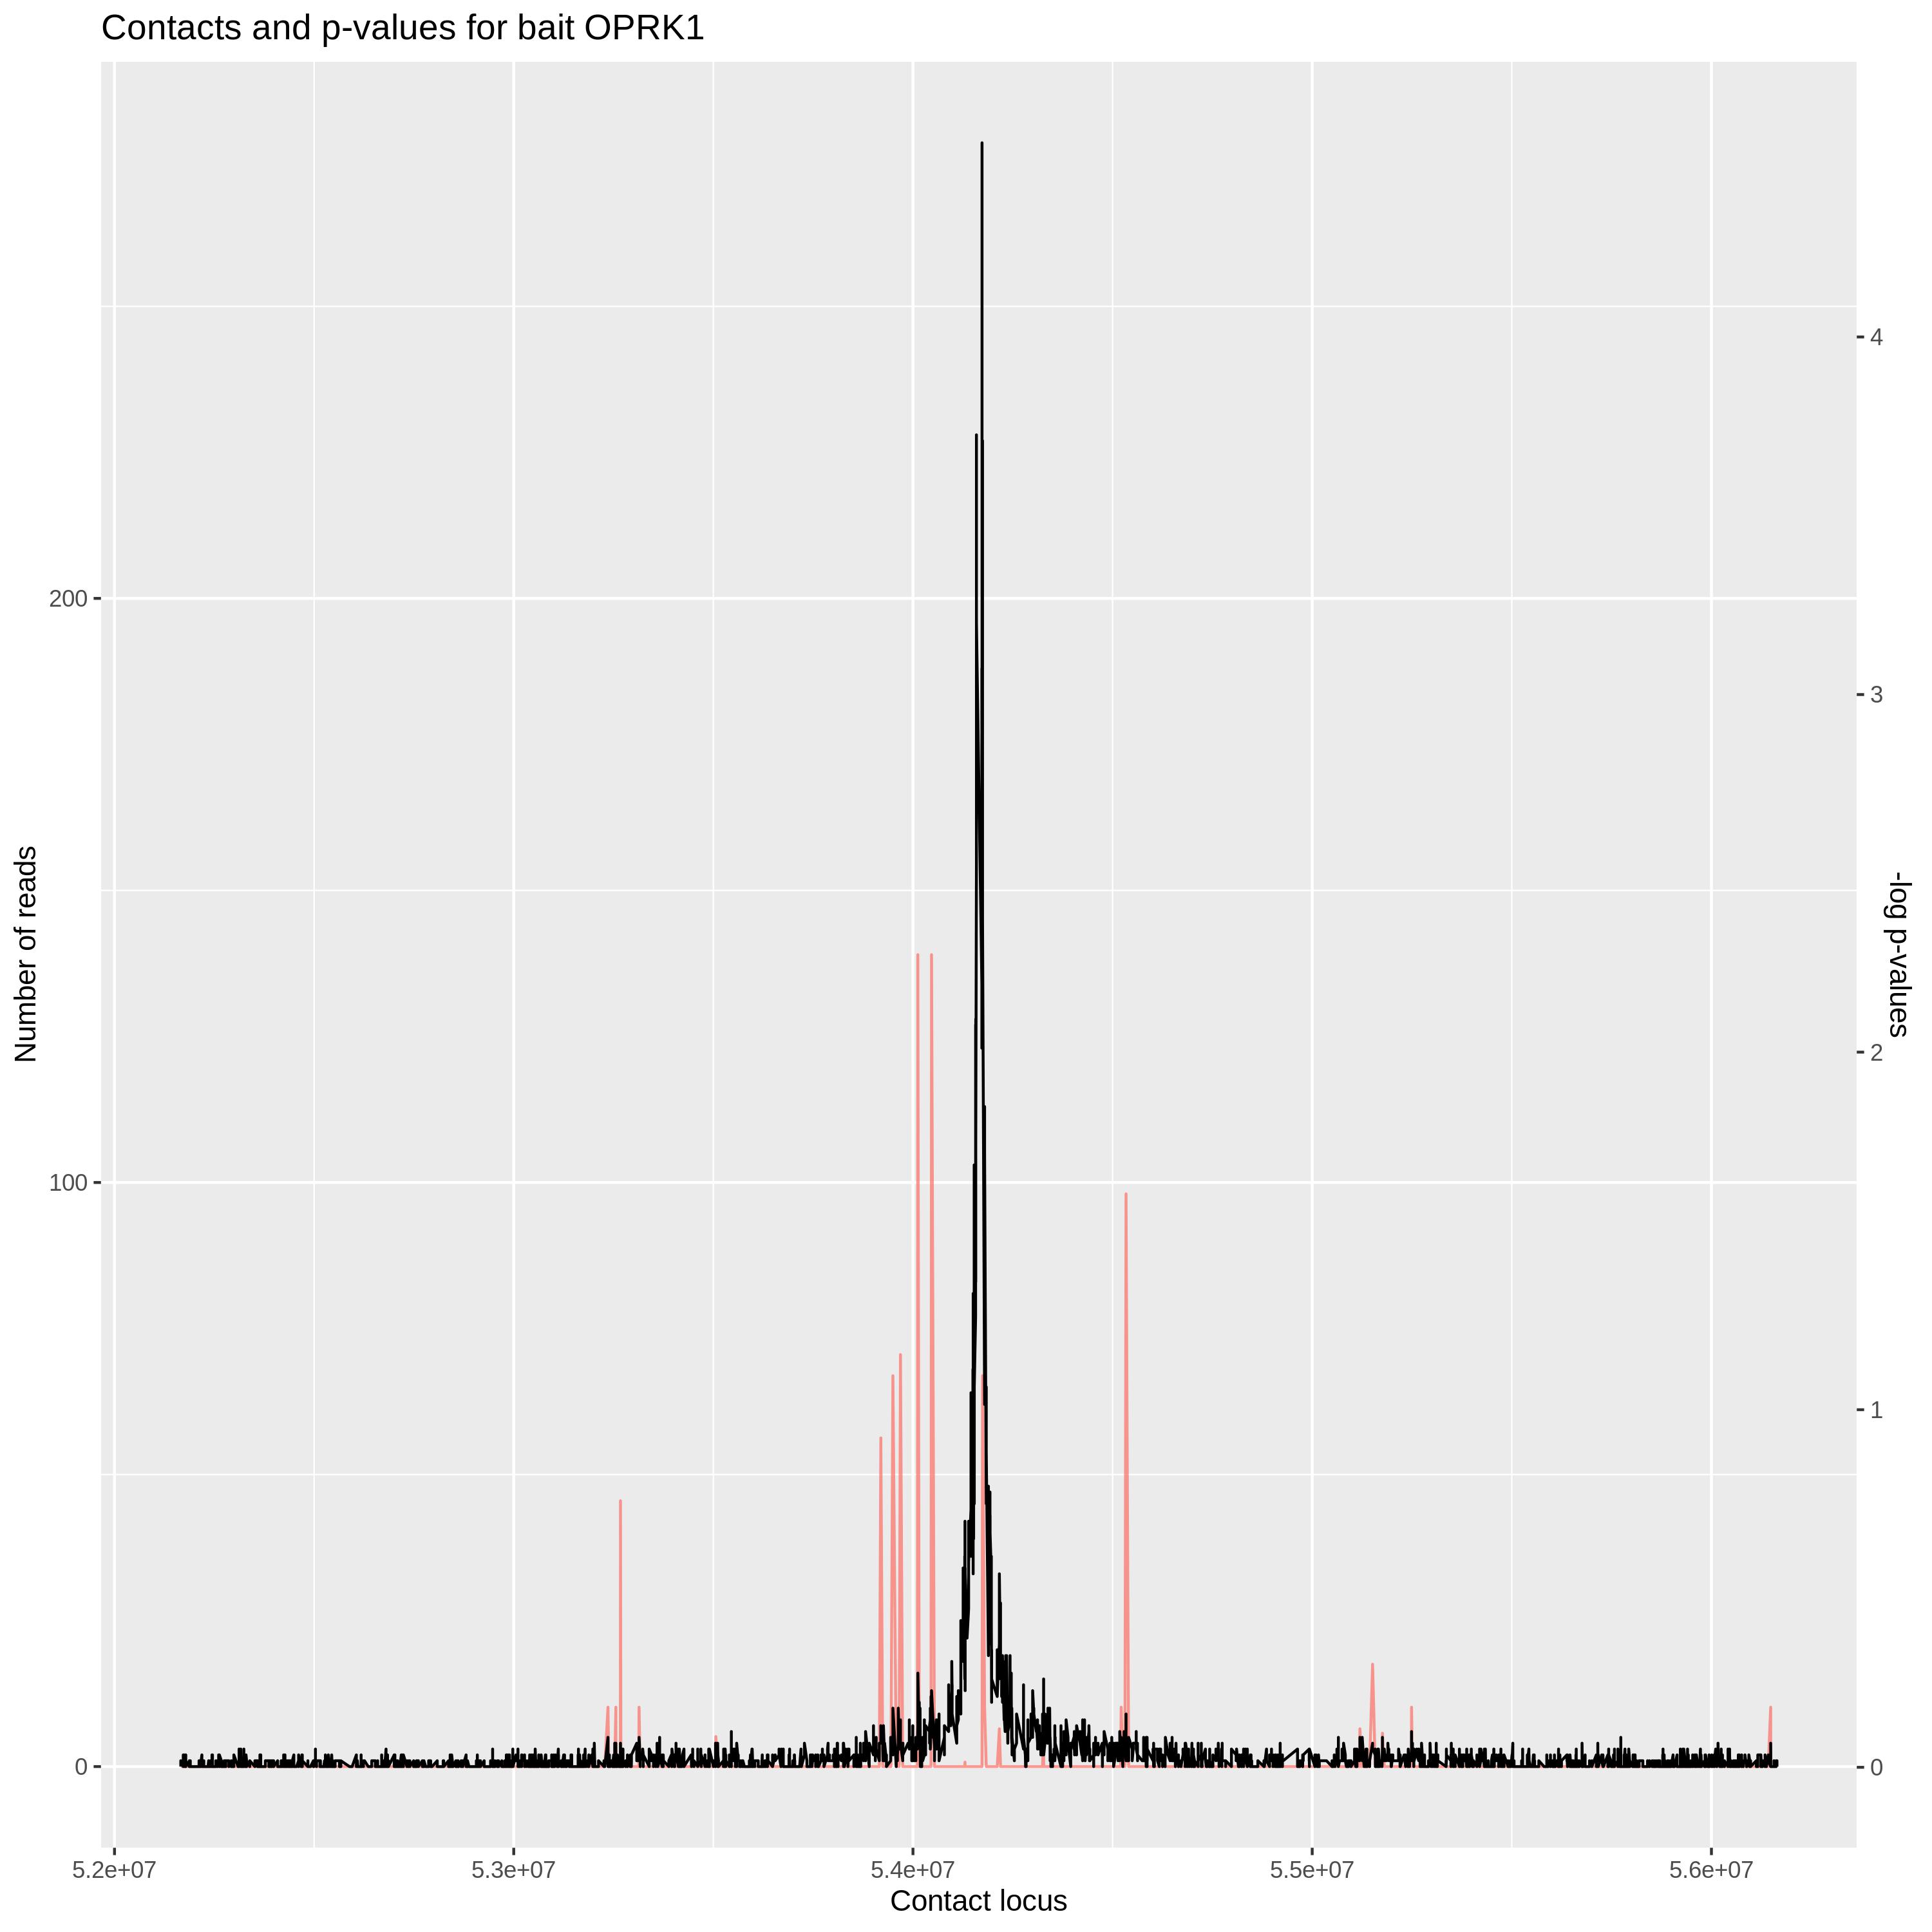 Contacts and p-values for bait OPRK1
Number of reads
200
100
0
4
3
2
1
0
-log p-values
5.2e+07 5.3e+07 5.4e+07 5.5e+07 5.6e+07
Contact locus